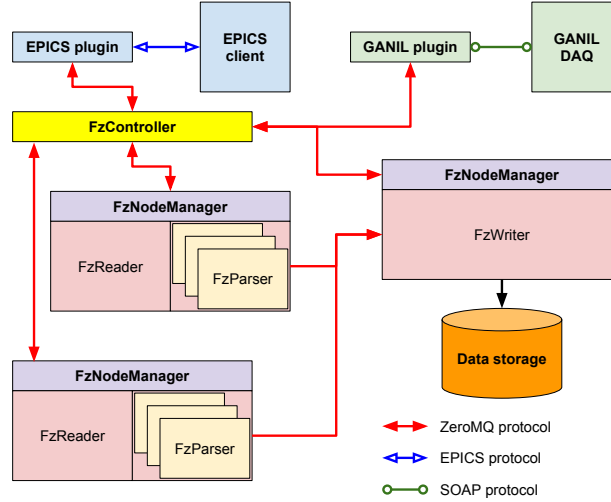 EPICS plugin
EPICS
client
GANIL plugin
GANIL
DAQ
FzController
FzNodeManager
FzReader
FzParser
FzNodeManager
FzWriter
Data storage
FzNodeManager
FzReader
FzParser
ZeroMQ protocol
EPICS protocol
SOAP protocol